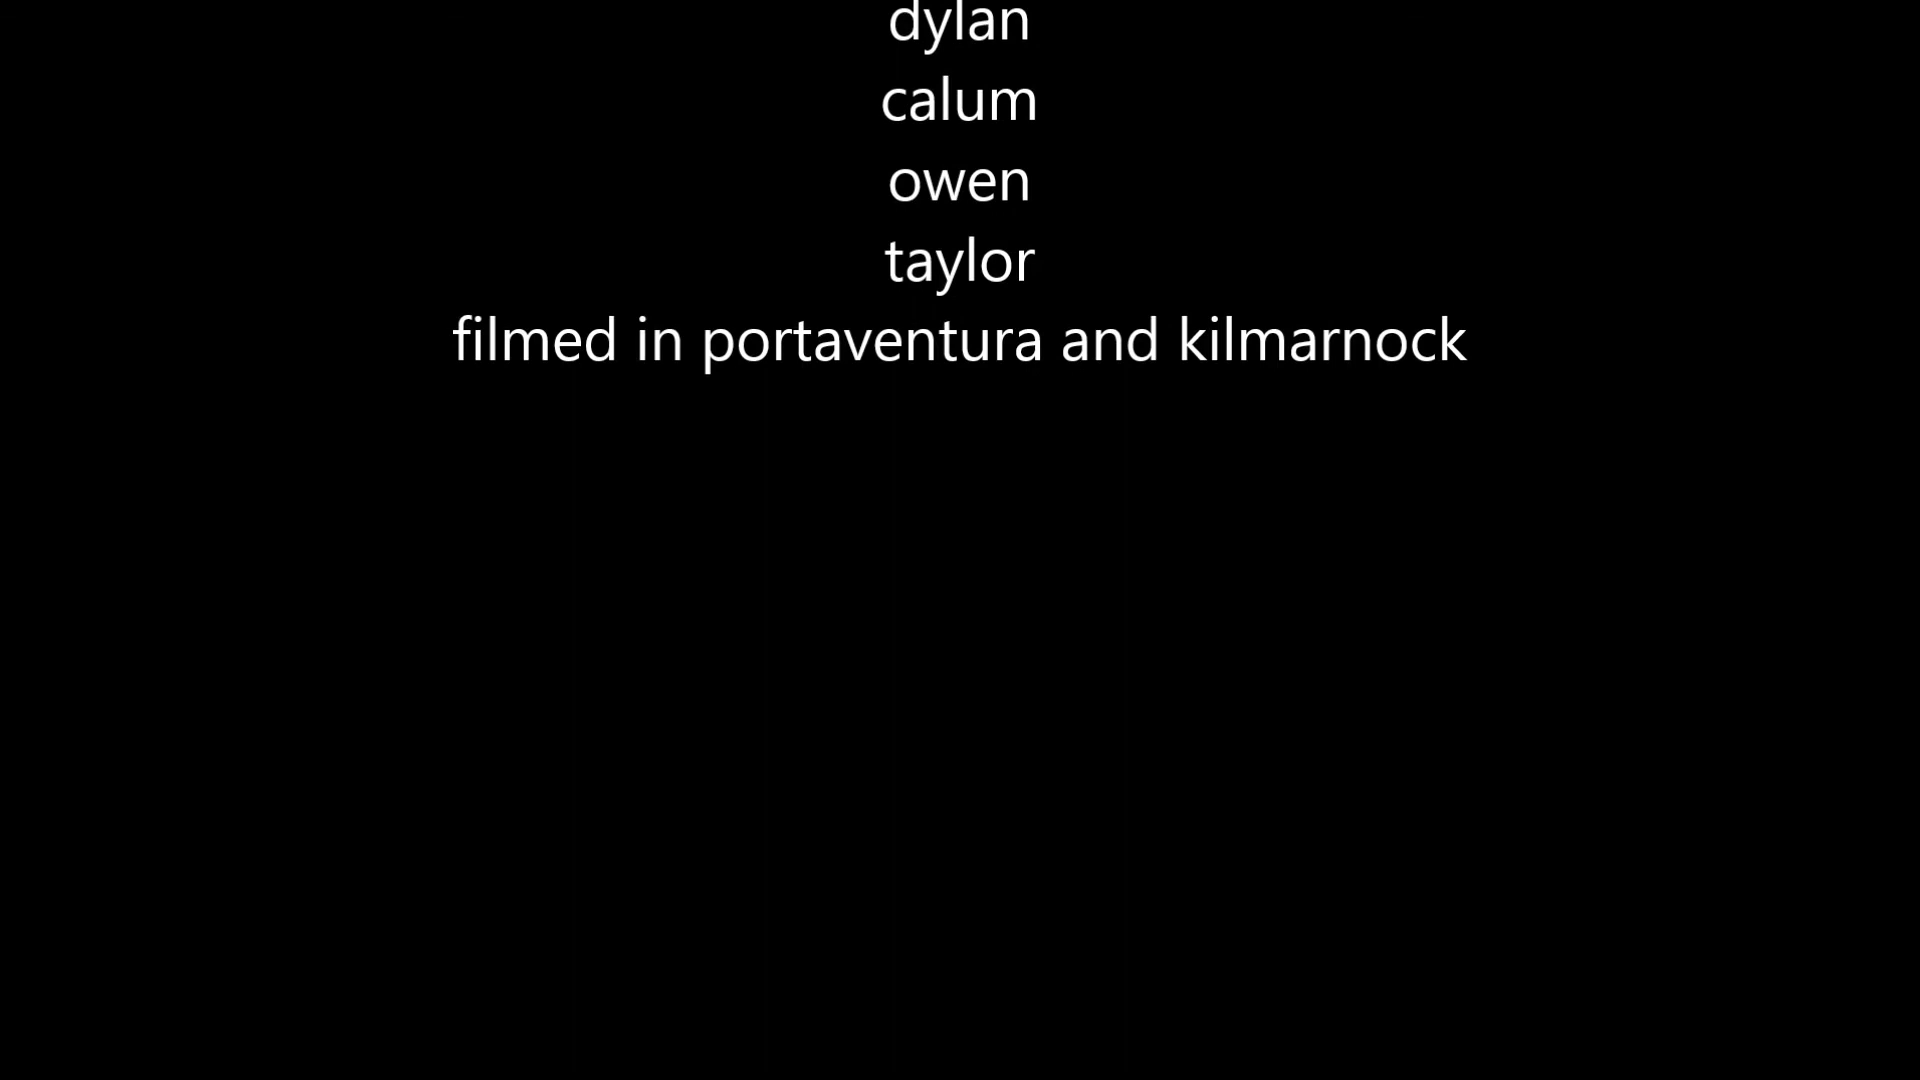 dylan
calum
owen
taylor
filmed in portaventura and kilmarnock